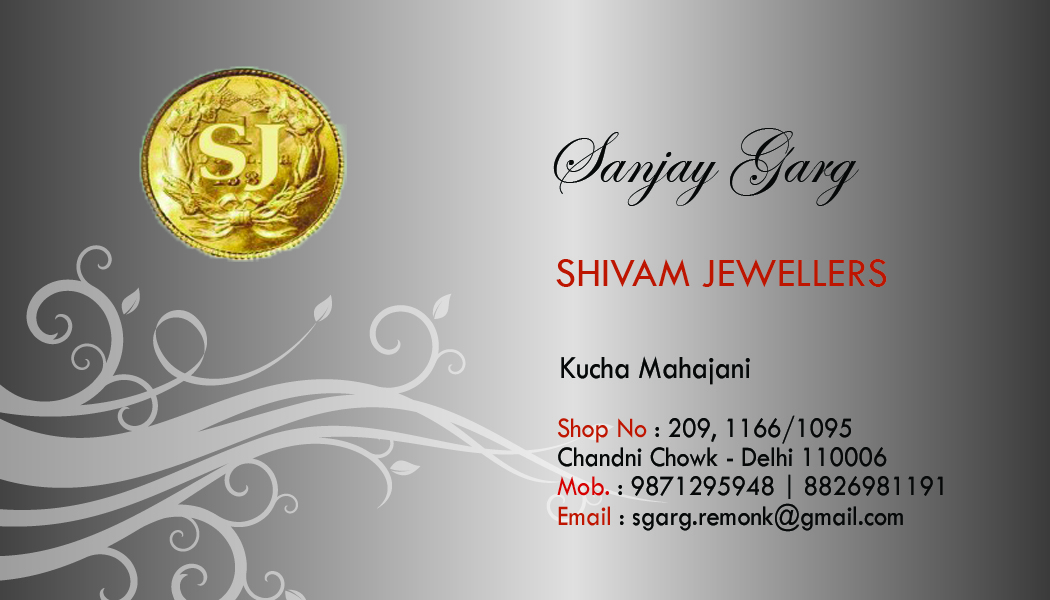 SJ
Sanjay Garg
SHIVAM JEWELLERS
Kucha Mahajani
Shop No : 209, 1166/1095
Chandni Chowk - Delhi 110006
Mob. : 9871295948 | 8826981191
Email : sgarg.remonk@gmail.com